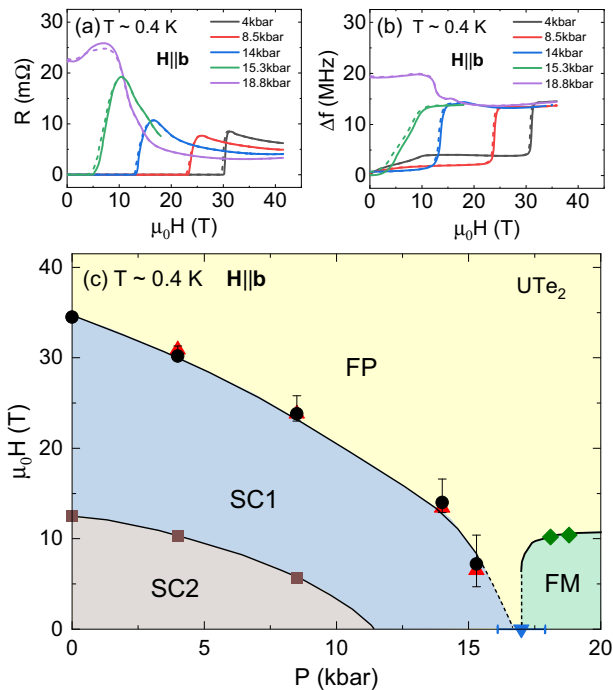 (a) T ~ 0.4 K
H||b
4kbar
8.5kbar
14kbar
15.3kbar
18.8kbar
R (mΩ)
30
20
10
0
0 10 20 30 40
μ₀H (T)
(b) T ~ 0.4 K
H||b
4kbar
8.5kbar
14kbar
15.3kbar
18.8kbar
Δf (MHz)
30
20
10
0
0 20 40
μ₀H (T)
(c) T ~ 0.4 K H||b
UTe₂
FP
SC1
SC2
FM
μ₀H (T)
40
30
20
10
0
0 5 10 15 20
P (kbar)